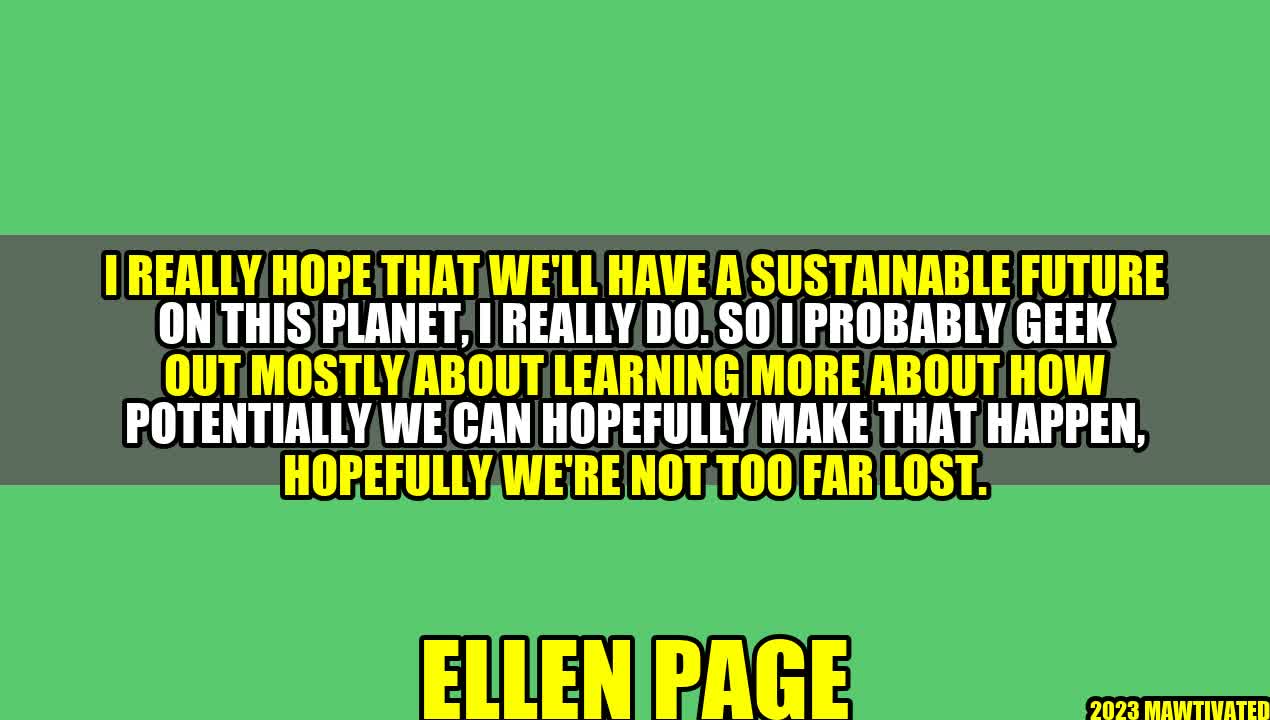 I REALLY HOPE THAT WE'LL HAVE A SUSTAINABLE FUTURE
ON THIS PLANET, I REALLY DO. SO I PROBABLY GEEK
OUT MOSTLY ABOUT LEARNING MORE ABOUT HOW
POTENTIALLY WE CAN HOPEFULLY MAKE THAT HAPPEN,
HOPEFULLY WE'RE NOT TOO FAR LOST.
ELLEN PAGE
2023 MAWTIVATED